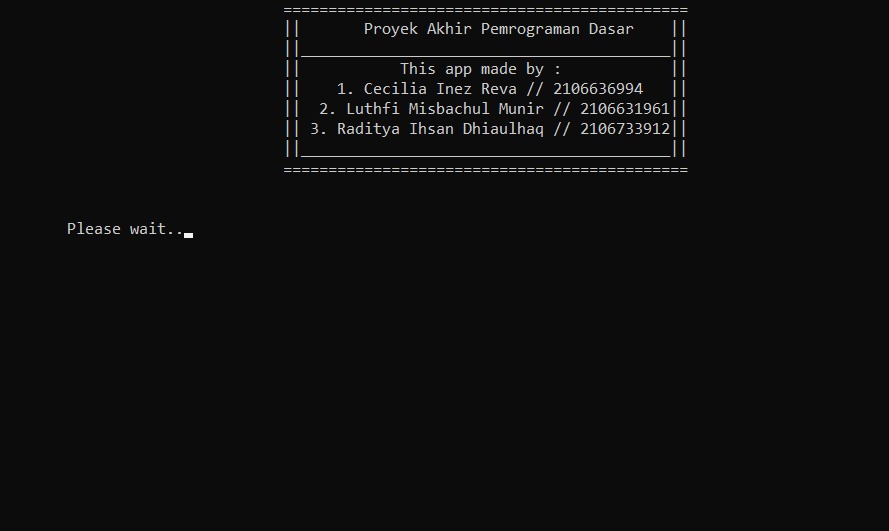 =============================================
||       Proyek Akhir Pemrograman Dasar    ||
||_________________________________________||
||           This app made by :            ||
||    1. Cecilia Inez Reva // 2106636994   ||
||  2. Luthfi Misbachul Munir // 2106631961||
|| 3. Raditya Ihsan Dhiaulhaq // 2106733912||
||_________________________________________||
=============================================
Please wait..